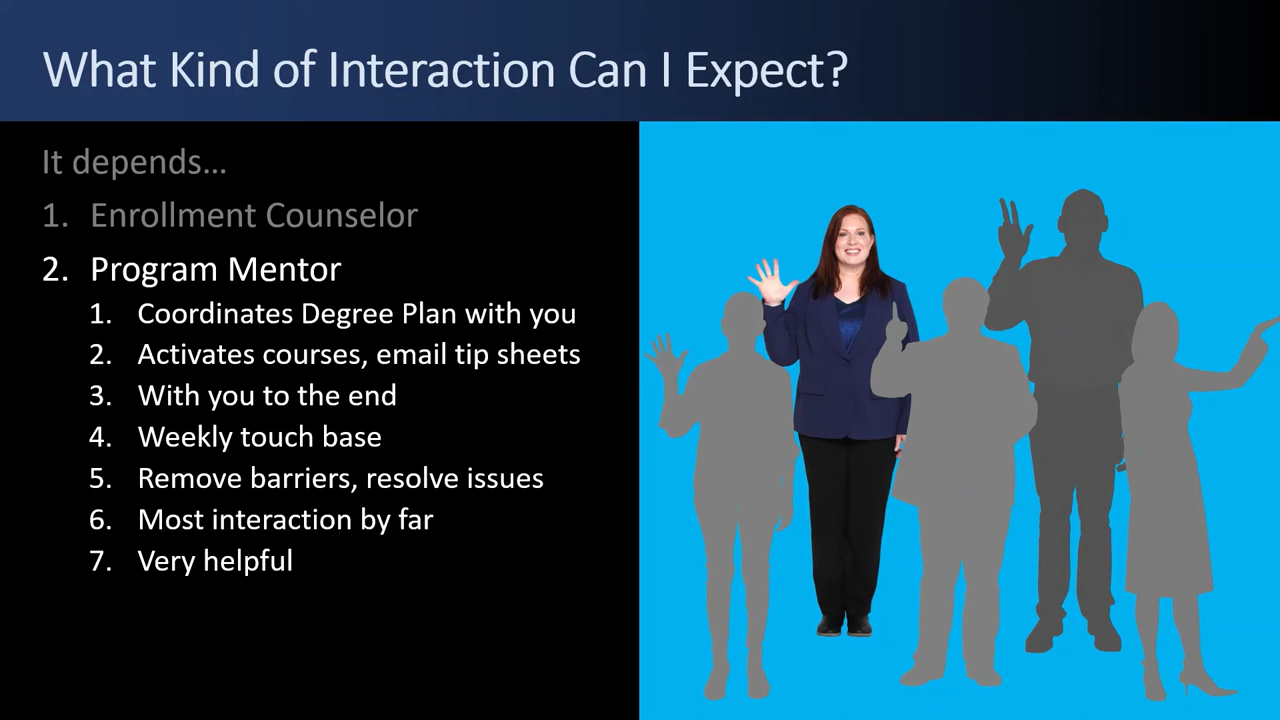 What Kind of Interaction Can I Expect?
It depends…
1. Enrollment Counselor
2. Program Mentor
1. Coordinates Degree Plan with you
2. Activates courses, email tip sheets
3. With you to the end
4. Weekly touch base
5. Remove barriers, resolve issues
6. Most interaction by far
7. Very helpful